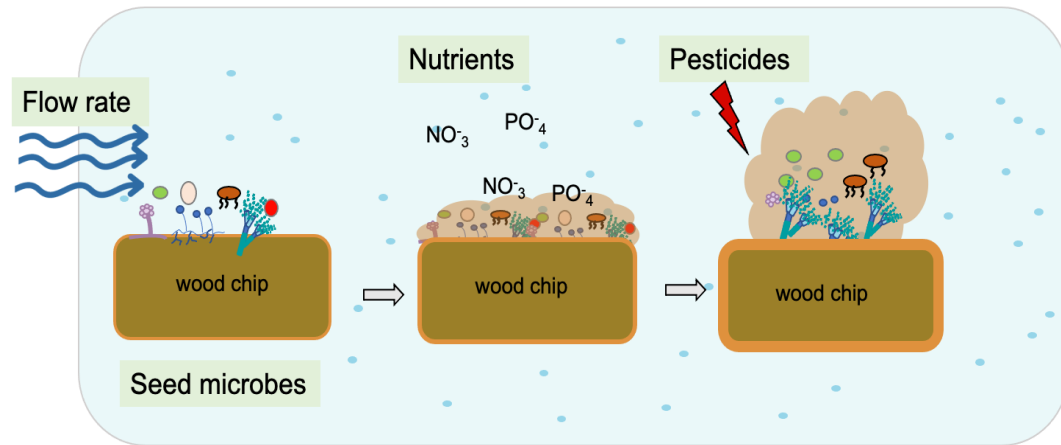 Flow rate
Nutrients
Pesticides
NO⁻₃
PO⁻₄
NO⁻₃
PO⁻₄
wood chip
wood chip
wood chip
Seed microbes